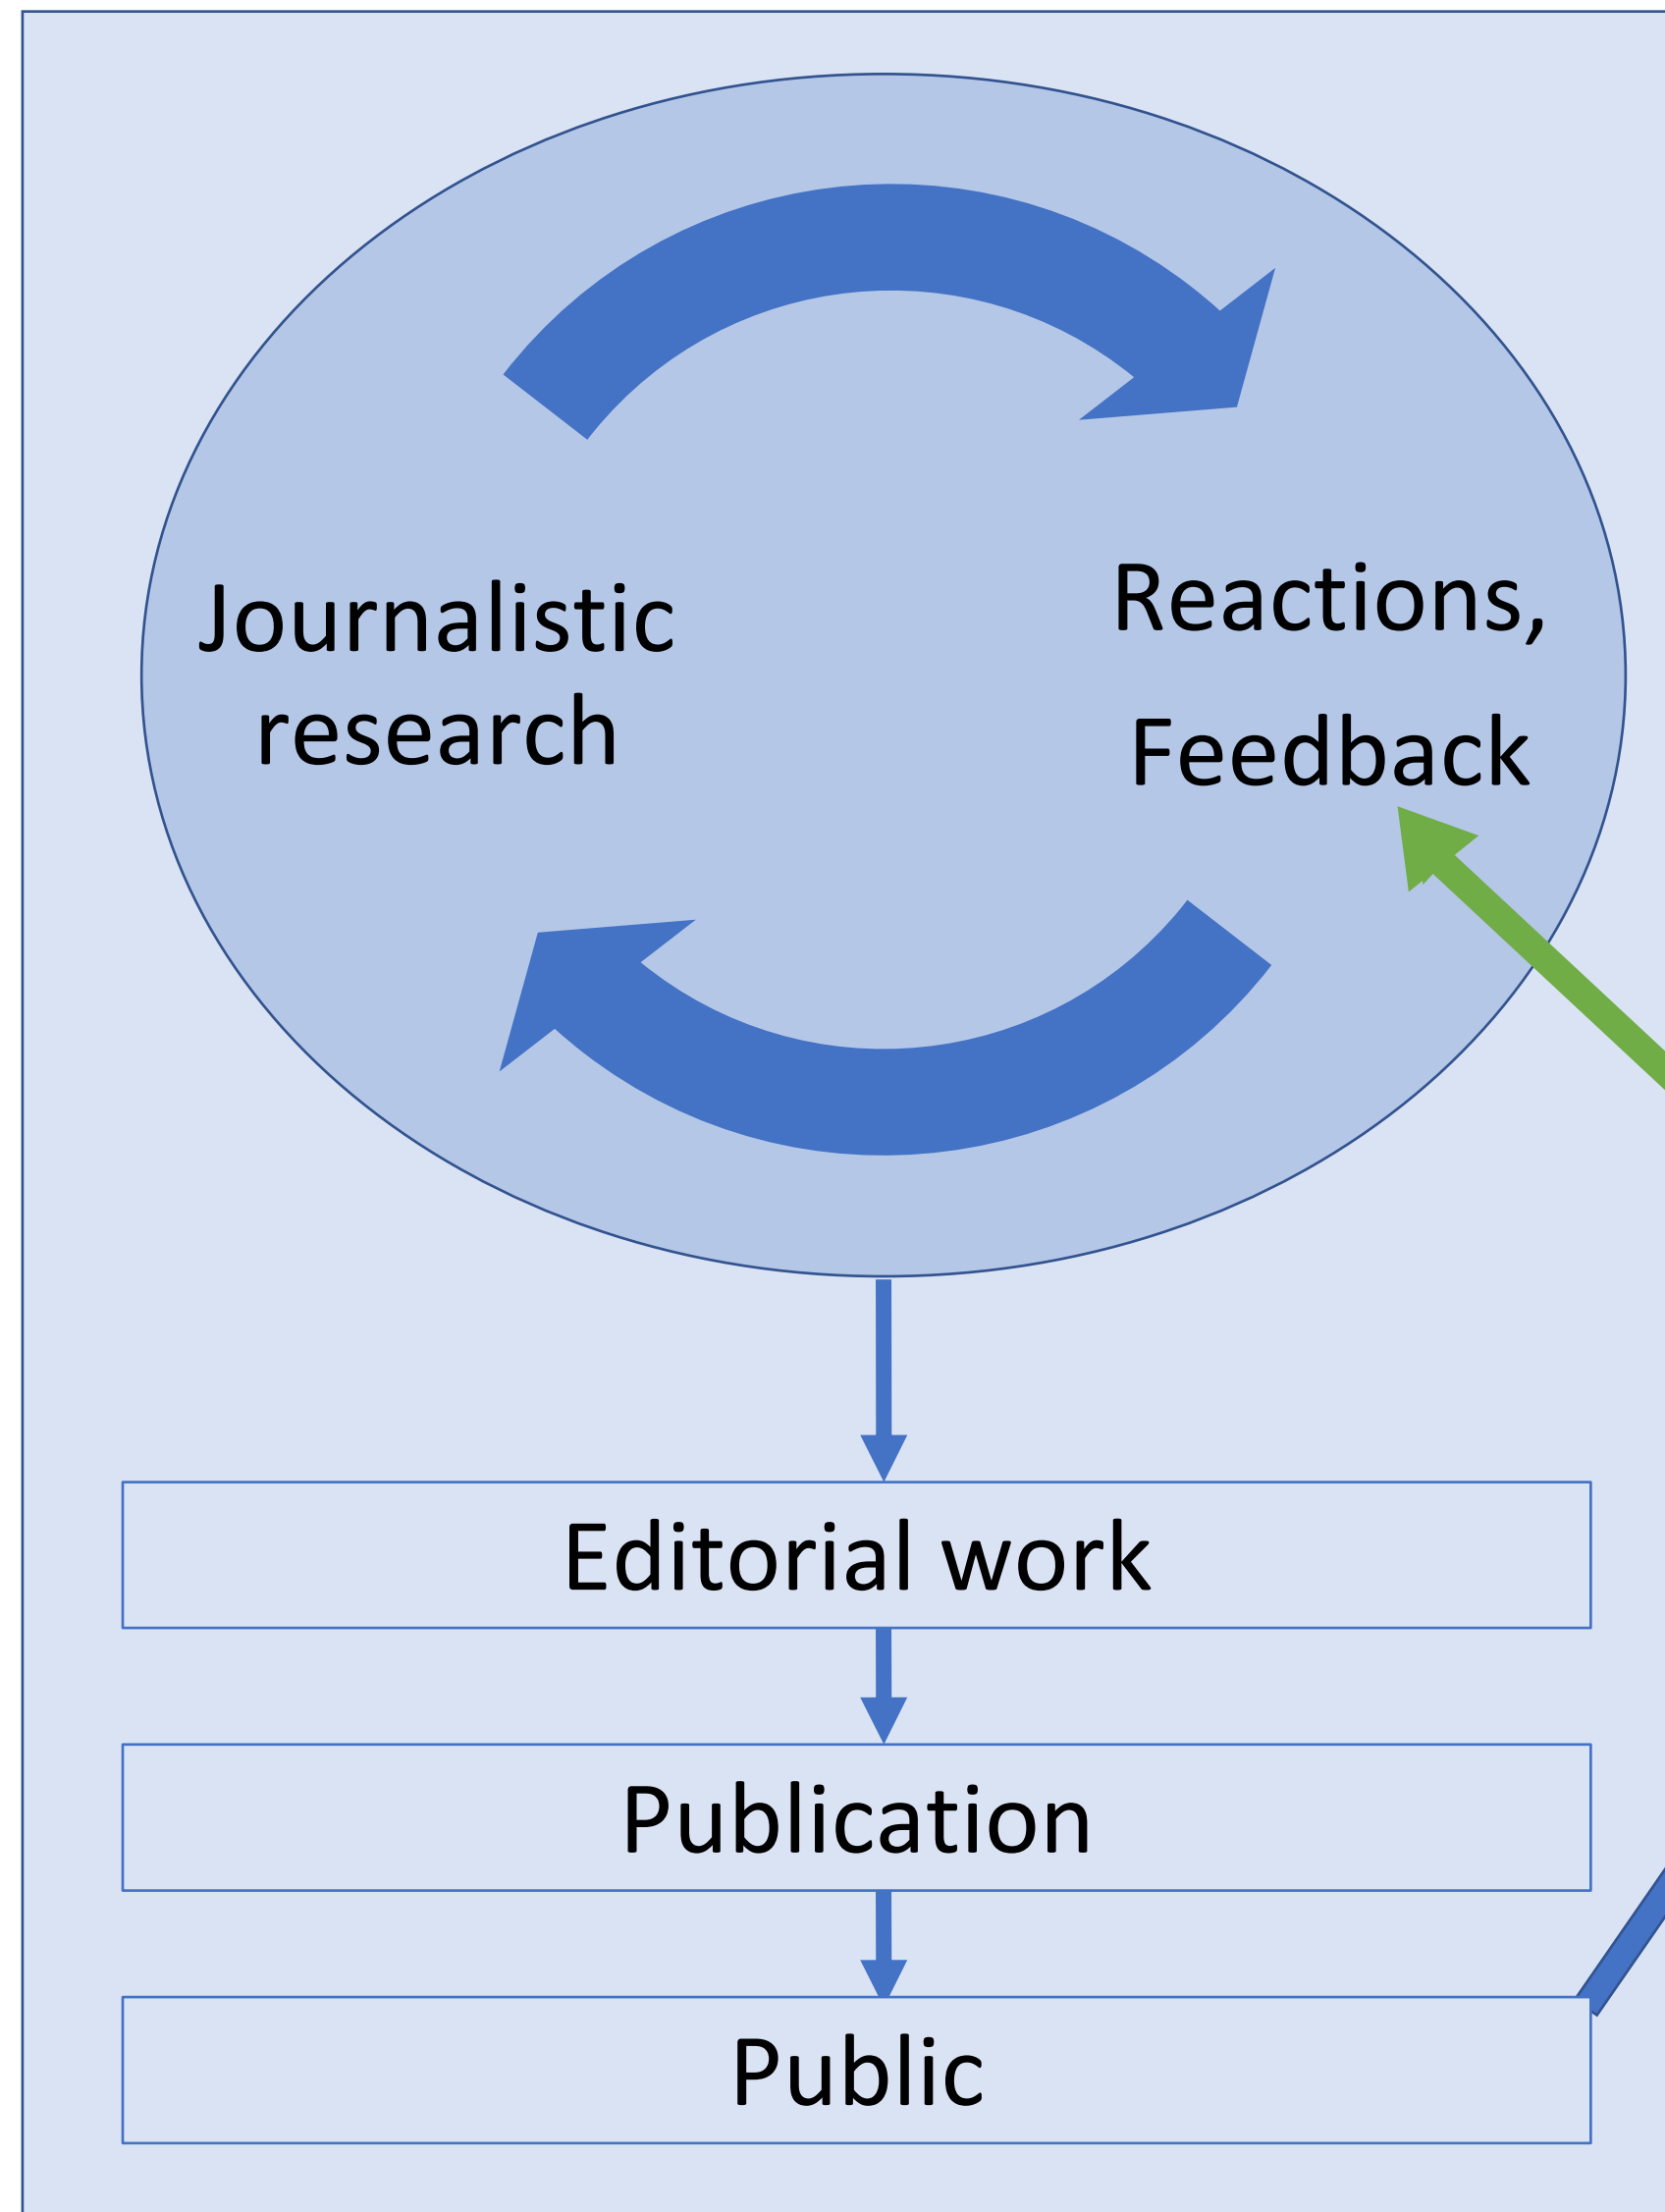 Journalistic
research
Reactions,
Feedback
Editorial work
Publication
Public